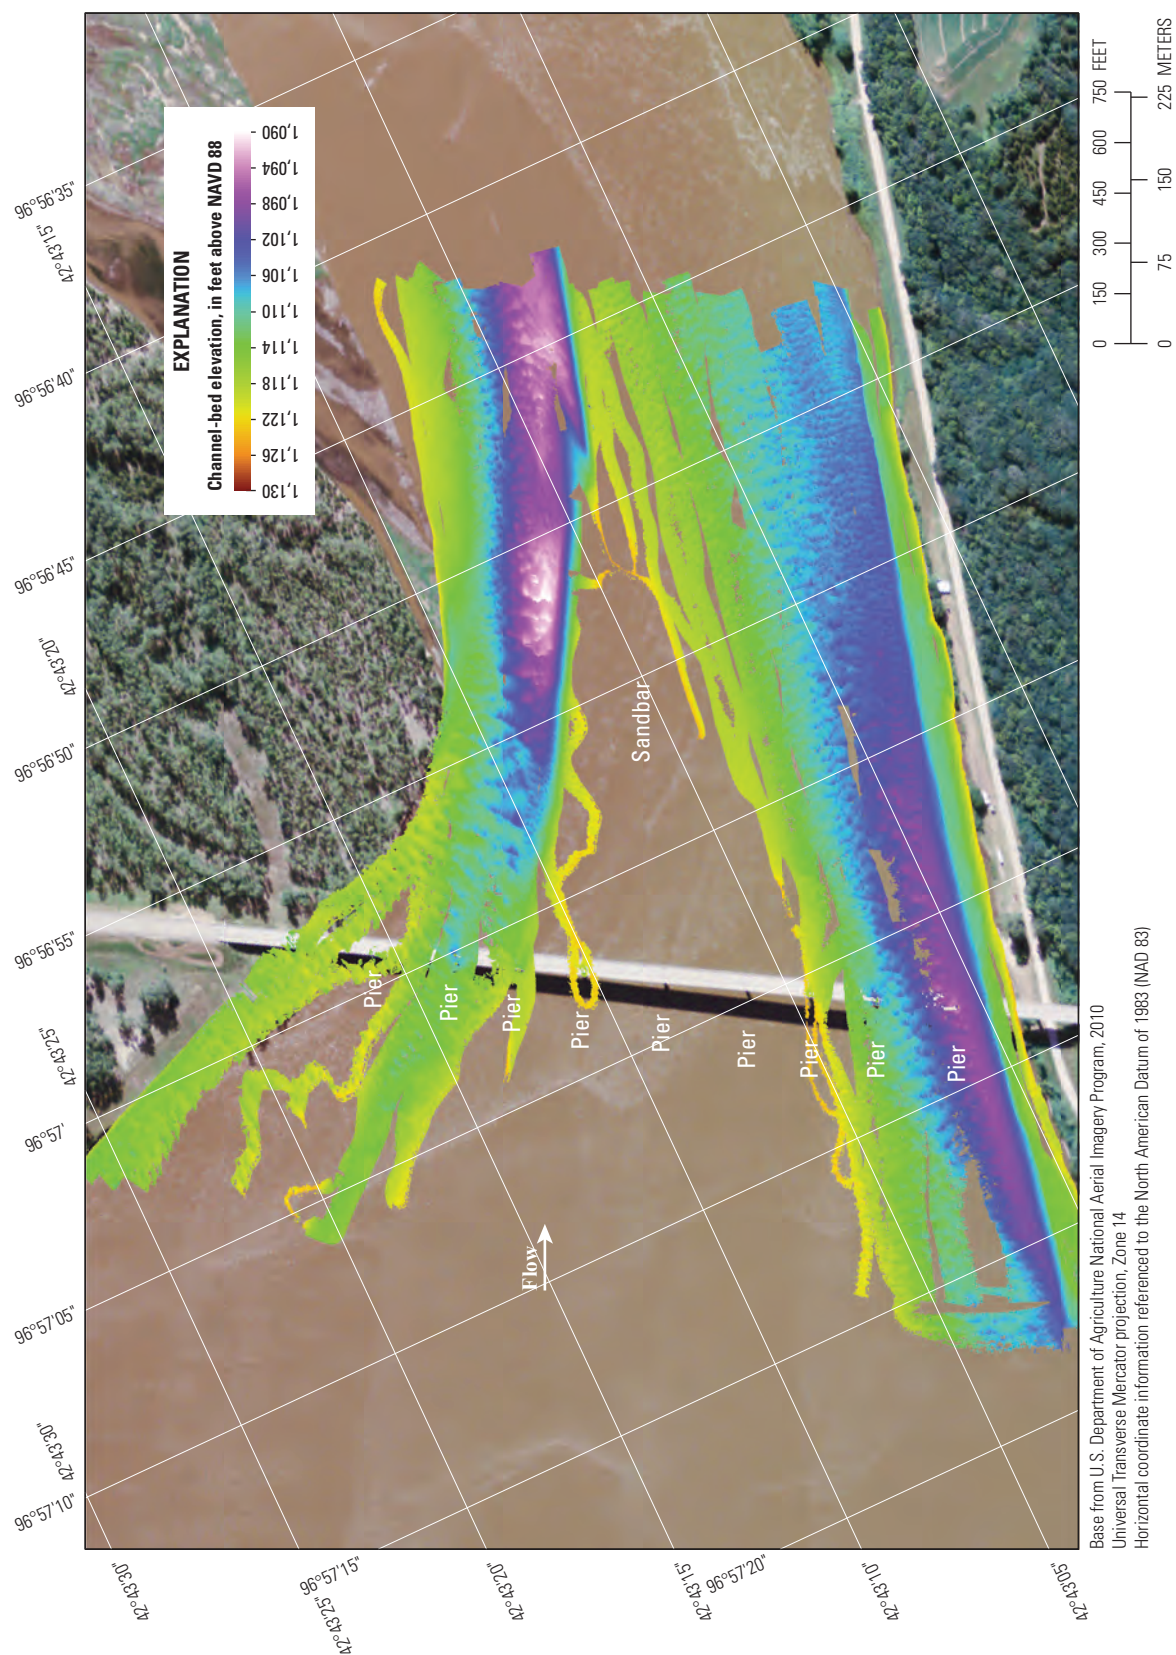 96°56'35"
42°43'15"
96°56'40"
96°56'45"
42°43'20"
96°56'50"
96°56'55"
42°43'25"
96°57'
96°57'05"
42°43'30"
96°57'10"
EXPLANATION
Channel-bed elevation, in feet above NAVD 88
1,130
1,126
1,122
1,118
1,114
1,110
1,106
1,102
1,098
1,094
1,090
Pier
Pier
Pier
Pier
Pier
Pier
Pier
Pier
Pier
Sandbar
Flow
42°43'30"
96°57'15"
42°43'25"
42°43'20"
96°57'20"
42°43'15"
42°43'10"
42°43'05"
0 150 300 450 600 750 FEET
0 75 150 225 METERS
Base from U.S. Department of Agriculture National Aerial Imagery Program, 2010
Universal Transverse Mercator projection, Zone 14
Horizontal coordinate information referenced to the North American Datum of 1983 (NAD 83)